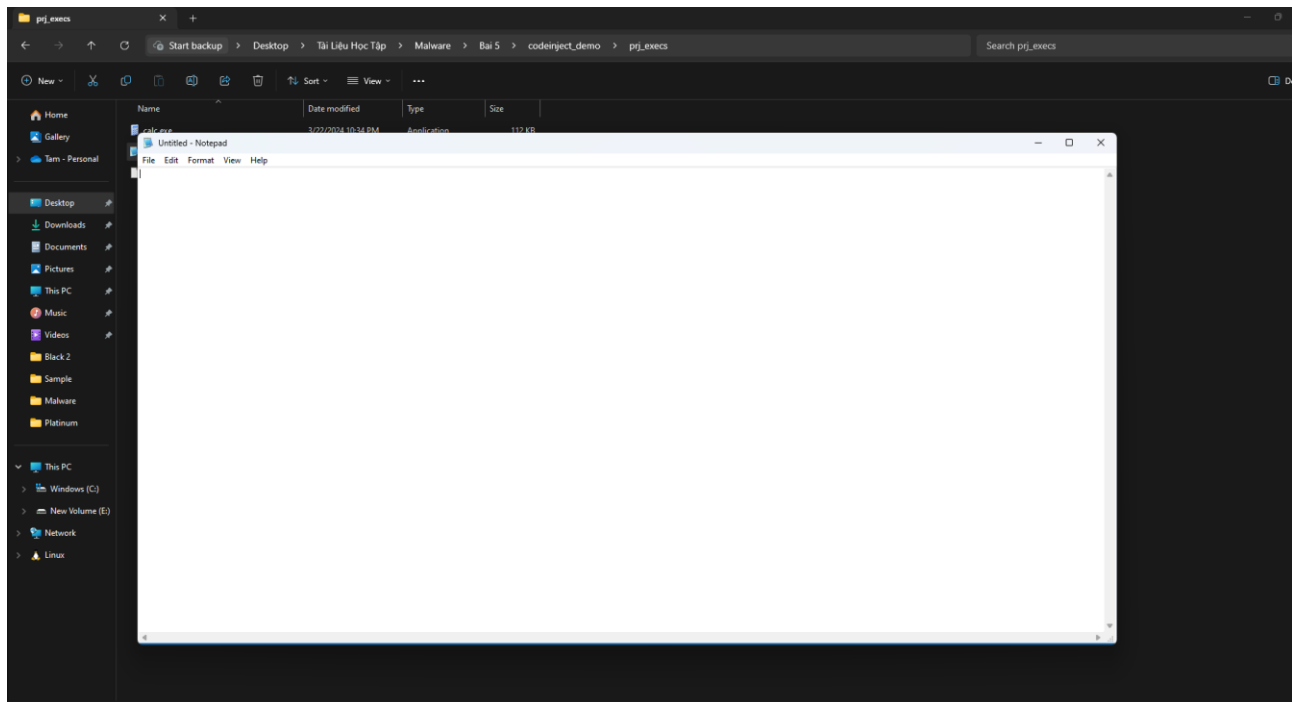 prj_execs
Start backup > Desktop > Tài Liệu Học Tập > Malware > Bai 5 > codeinject_demo > prj_execs
Search prj_execs
New
Sort
View
Name
Date modified
Type
Size
calc.exe
3/22/2024 10:34 PM
Application
112 KB
Untitled - Notepad
File Edit Format View Help
Home
Gallery
Tam - Personal
Desktop
Downloads
Documents
Pictures
This PC
Music
Videos
Black 2
Sample
Malware
Platinum
This PC
Windows (C:)
New Volume (E:)
Network
Linux